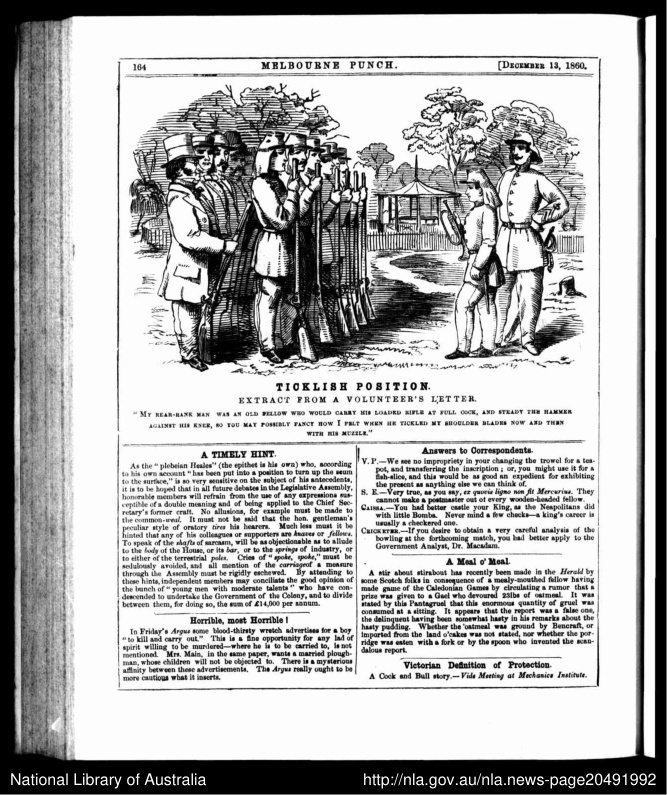 164
MELBOURNE PUNCH.
[DECEMBER 13, 1860.
TICKLISH POSITION.
EXTRACT FROM A VOLUNTEER'S LETTER.
"MY REAR-RANK MAN WAS AN OLD FELLOW WHO WOULD CARRY HIS LOADED RIFLE AT FULL COCK, AND STEADY THE HAMMER
AGAINST HIS KNEE, SO YOU MAY POSSIBLY FANCY HOW I FELT WHEN HE TICKLED MY SHOULDER BLADES NOW AND THEN
WITH HIS MUZZLE."
A TIMELY HINT.
As the "plebeian Heales" (the epithet is his own) who, according
to his own account "has been put into a position to turn up the scum
to the surface," is so very sensitive on the subject of his antecedents,
it is to be hoped that in all future debates in the Legislative Assembly,
honorable members will refrain from the use of any expressions sus-
ceptible of a double meaning and of being applied to the Chief Sec-
retary's former craft. No allusions, for example must be made to
the common-weal. It must not be said that the hon. gentleman's
peculiar style of oratory tires his hearers. Much less must it be
hinted that any of his colleagues or supporters are knaves or fellows.
To speak of the shafts of sarcasm, will be as objectionable as to allude
to the body of the House, or its bar, or to the springs of industry, or
to either of the terrestrial poles. Cries of "spoke, spoke," must be
sedulously avoided, and all mention of the carriage of a measure
through the Assembly must be rigidly eschewed. By attending to
these hints, independent members may conciliate the good opinion of
the bunch of "young men with moderate talents" who have con-
descended to undertake the Government of the Colony, and to divide
between them, for doing so, the sum of £14,000 per annum.
Horrible, most Horrible!
In Friday's Argus some blood-thirsty wretch advertises for a boy
"to kill and carry out." This is a fine opportunity for any lad of
spirit willing to be murdered—where he is to be carried to, is not
mentioned. Mrs. Main, in the same paper, wants a married plough-
man, whose children will not be objected to. There is a mysterious
affinity between these advertisements. The Argus really ought to be
more cautious what it inserts.
Answers to Correspondents.
V. P.—We see no impropriety in your changing the trowel for a tea-
pot, and transferring the inscription; or, you might use it for a
fish-slice, and this would be as good an expedient for exhibiting
the present as anything else we can think of.
S. E.—Very true, as you say, ex quovis ligno non fit Mercurius. They
cannot make a postmaster out of every wooden-headed fellow.
CAISSA.—You had better castle your King, as the Neapolitans did
with little Bomba. Never mind a few checks—a king's career is
usually a checkered one.
CRICKETER.—If you desire to obtain a very careful analysis of the
bowling at the forthcoming match, you had better apply to the
Government Analyst, Dr. Macadam.
A Meal o' Meal.
A stir about stirabout has recently been made in the Herald by
some Scotch folks in consequence of a mealy-mouthed fellow having
made game of the Caledonian Games by circulating a rumor that a
prize was given to a Gael who devoured 23lbs of oatmeal. It was
stated by this Pantagruel that this enormous quantity of gruel was
consumed at a sitting. It appears that the report was a false one,
the delinquent having been somewhat hasty in his remarks about the
hasty pudding. Whether the oatmeal was ground by Bencraft, or
imported from the land o'cakes was not stated, nor whether the por-
ridge was eaten with a fork or by the spoon who invented the scan-
dalous report.
Victorian Definition of Protection.
A Cock and Bull story.—Vide Meeting at Mechanics Institute.
National Library of Australia
http://nla.gov.au/nla.news-page20491992